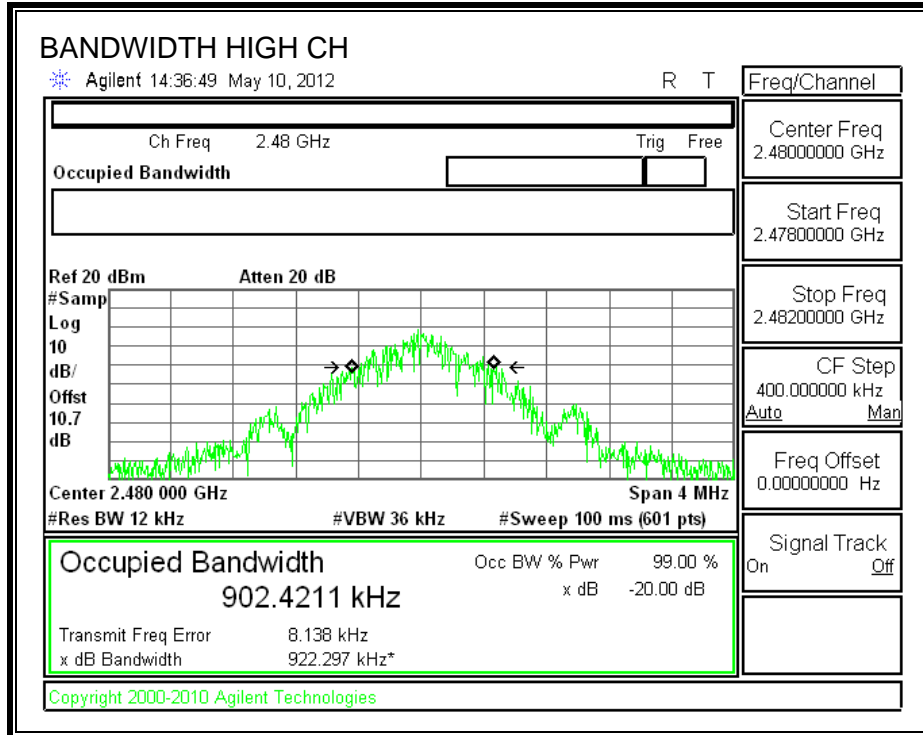 BANDWIDTH HIGH CH
Agilent 14:36:49 May 10, 2012 R T
Freq/Channel
Ch Freq 2.48 GHz Trig Free
Occupied Bandwidth
Center Freq
2.48000000 GHz
Start Freq
2.47800000 GHz
Stop Freq
2.48200000 GHz
CF Step
400.000000 kHz
Auto Man
Freq Offset
0.00000000 Hz
Signal Track
On Off
Ref 20 dBm Atten 20 dB
#Samp
Log
10
dB/
Offst
10.7
dB
Center 2.480 000 GHz Span 4 MHz
#Res BW 12 kHz #VBW 36 kHz #Sweep 100 ms (601 pts)
Occupied Bandwidth Occ BW % Pwr 99.00 %
902.4211 kHz x dB -20.00 dB
Transmit Freq Error 8.138 kHz
x dB Bandwidth 922.297 kHz*
Copyright 2000-2010 Agilent Technologies